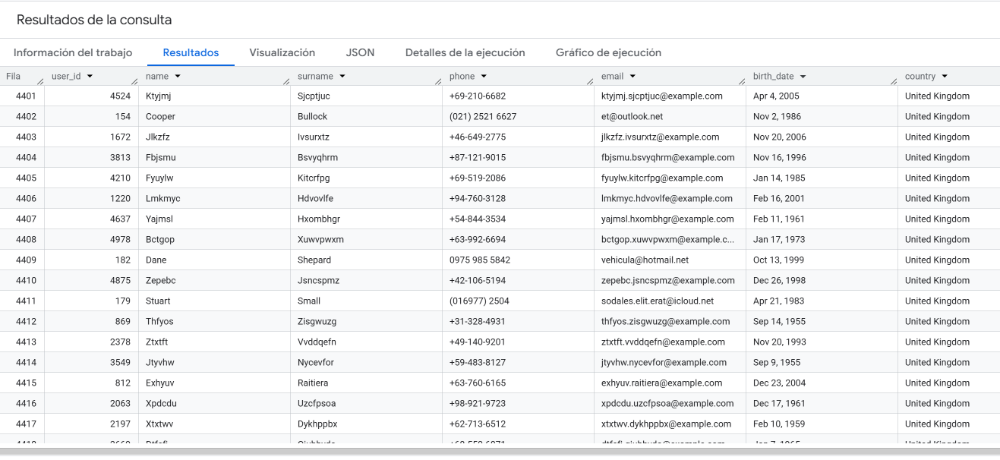 Resultados de la consulta
Información del trabajo Resultados Visualización JSON Detalles de la ejecución Gráfico de ejecución
Fila user_id name surname phone email birth_date country
4401 4524 Ktyjmj Sjcptjuc +69-210-6682 ktyjmj.sjcptjuc@example.com Apr 4, 2005 United Kingdom
4402 154 Cooper Bullock (021) 2521 6627 et@outlook.net Nov 2, 1986 United Kingdom
4403 1672 Jlkzfz Ivsurxtz +46-649-2775 jlkzfz.ivsurxtz@example.com Nov 20, 2006 United Kingdom
4404 3813 Fbjsmu Bsvyqhrm +87-121-9015 fbjsmu.bsvyqhrm@example.com Nov 16, 1996 United Kingdom
4405 4210 Fyuylw Kitcrfpg +69-519-2086 fyuylw.kitcrfpg@example.com Jan 14, 1985 United Kingdom
4406 1220 Lmkmyc Hdvovlfe +94-760-3128 lmkmyc.hdvovlfe@example.com Feb 16, 2001 United Kingdom
4407 4637 Yajmsl Hxombhgr +54-844-3534 yajmsl.hxombhgr@example.com Feb 11, 1961 United Kingdom
4408 4978 Bctgop Xuwvpwxm +63-992-6694 bctgop.xuwvpwxm@example.c... Jan 17, 1973 United Kingdom
4409 182 Dane Shepard 0975 985 5842 vehicula@hotmail.net Oct 13, 1999 United Kingdom
4410 4875 Zepebc Jsncspmz +42-106-5194 zepebc.jsncspmz@example.com Dec 26, 1998 United Kingdom
4411 179 Stuart Small (016977) 2504 sodales.elit.erat@icloud.net Apr 21, 1983 United Kingdom
4412 869 Thfyos Zisgwuzg +31-328-4931 thfyos.zisgwuzg@example.com Sep 14, 1955 United Kingdom
4413 2378 Ztxtft Vvddqefn +49-140-9201 ztxtft.vvddqefn@example.com Nov 20, 1993 United Kingdom
4414 3549 Jtyvhw Nycevfor +59-483-8127 jtyvhw.nycevfor@example.com Sep 9, 1955 United Kingdom
4415 812 Exhyuv Raitiera +63-760-6165 exhyuv.raitiera@example.com Dec 23, 2004 United Kingdom
4416 2063 Xpdcdu Uzcfpsoa +98-921-9723 xpdcdu.uzcfpsoa@example.com Dec 17, 1961 United Kingdom
4417 2197 Xtxtwv Dykhppbx +62-713-6512 xtxtwv.dykhppbx@example.com Feb 10, 1959 United Kingdom
4418 United Kingdom